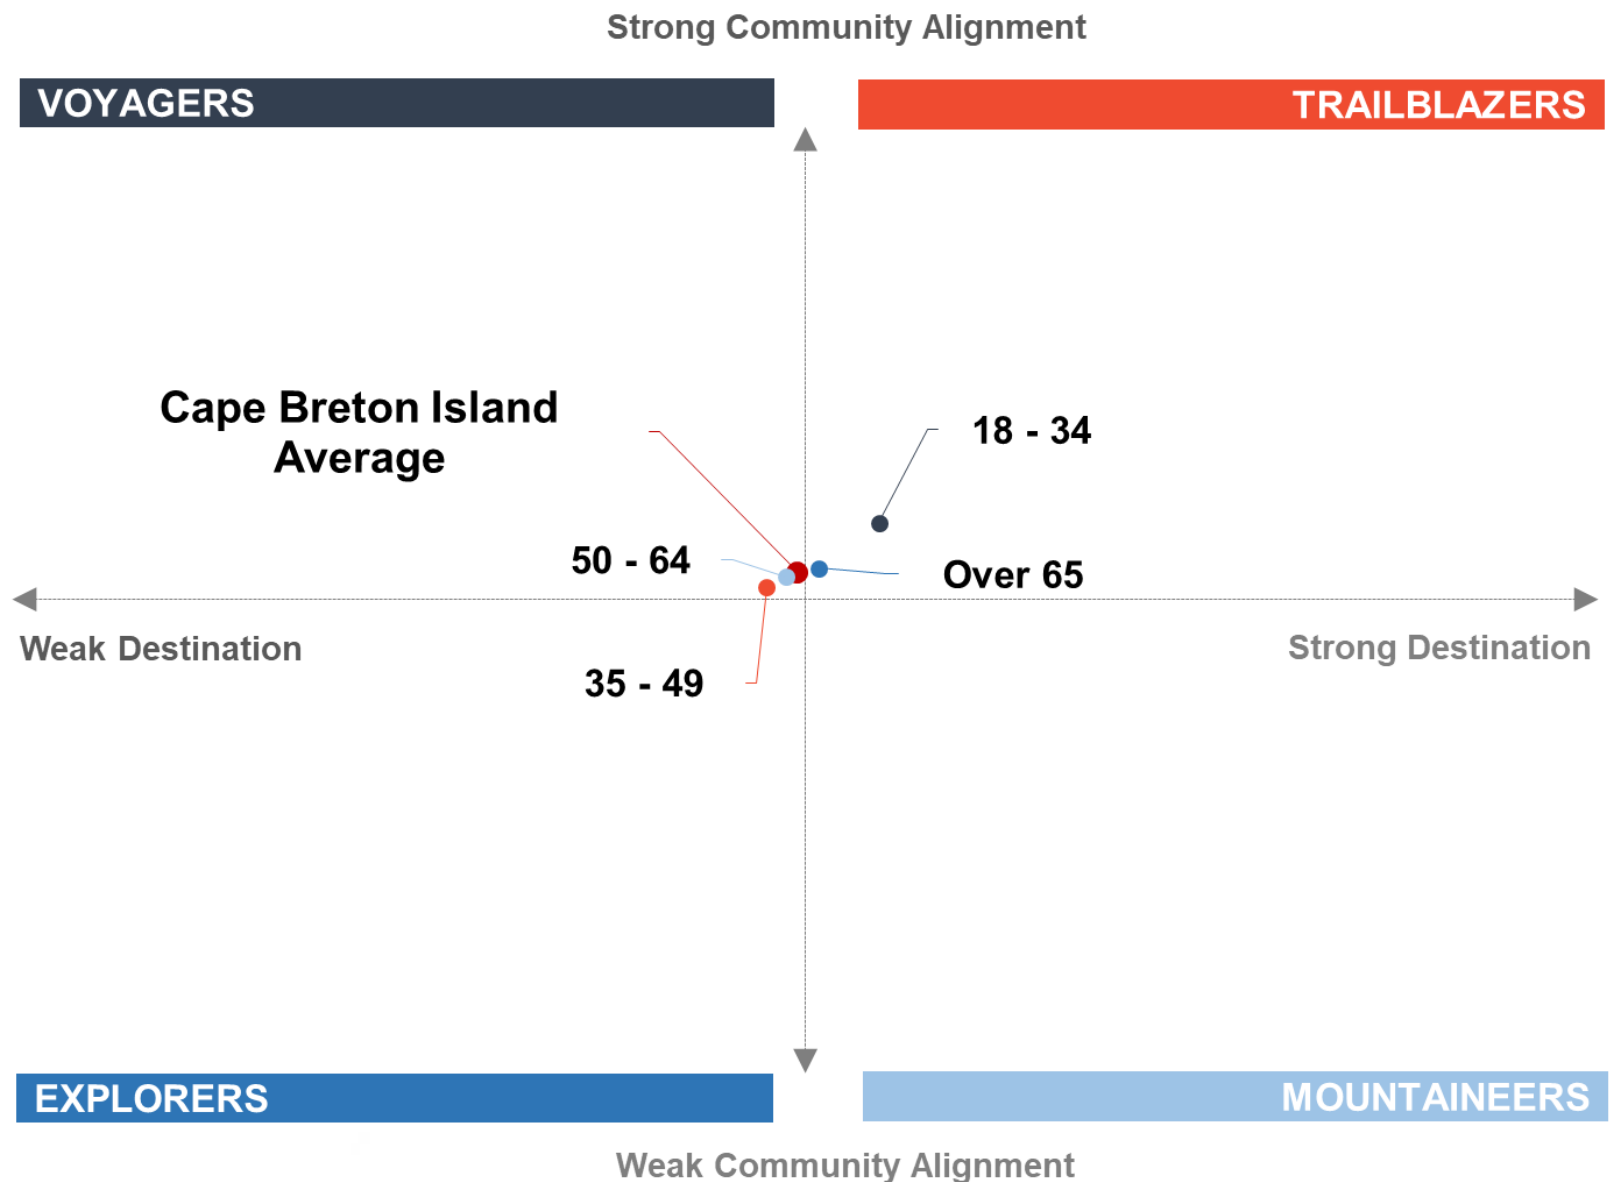 Strong Community Alignment
VOYAGERS
TRAILBLAZERS
Cape Breton Island
Average
18 - 34
50 - 64
Over 65
Weak Destination
Strong Destination
35 - 49
EXPLORERS
MOUNTAINEERS
Weak Community Alignment